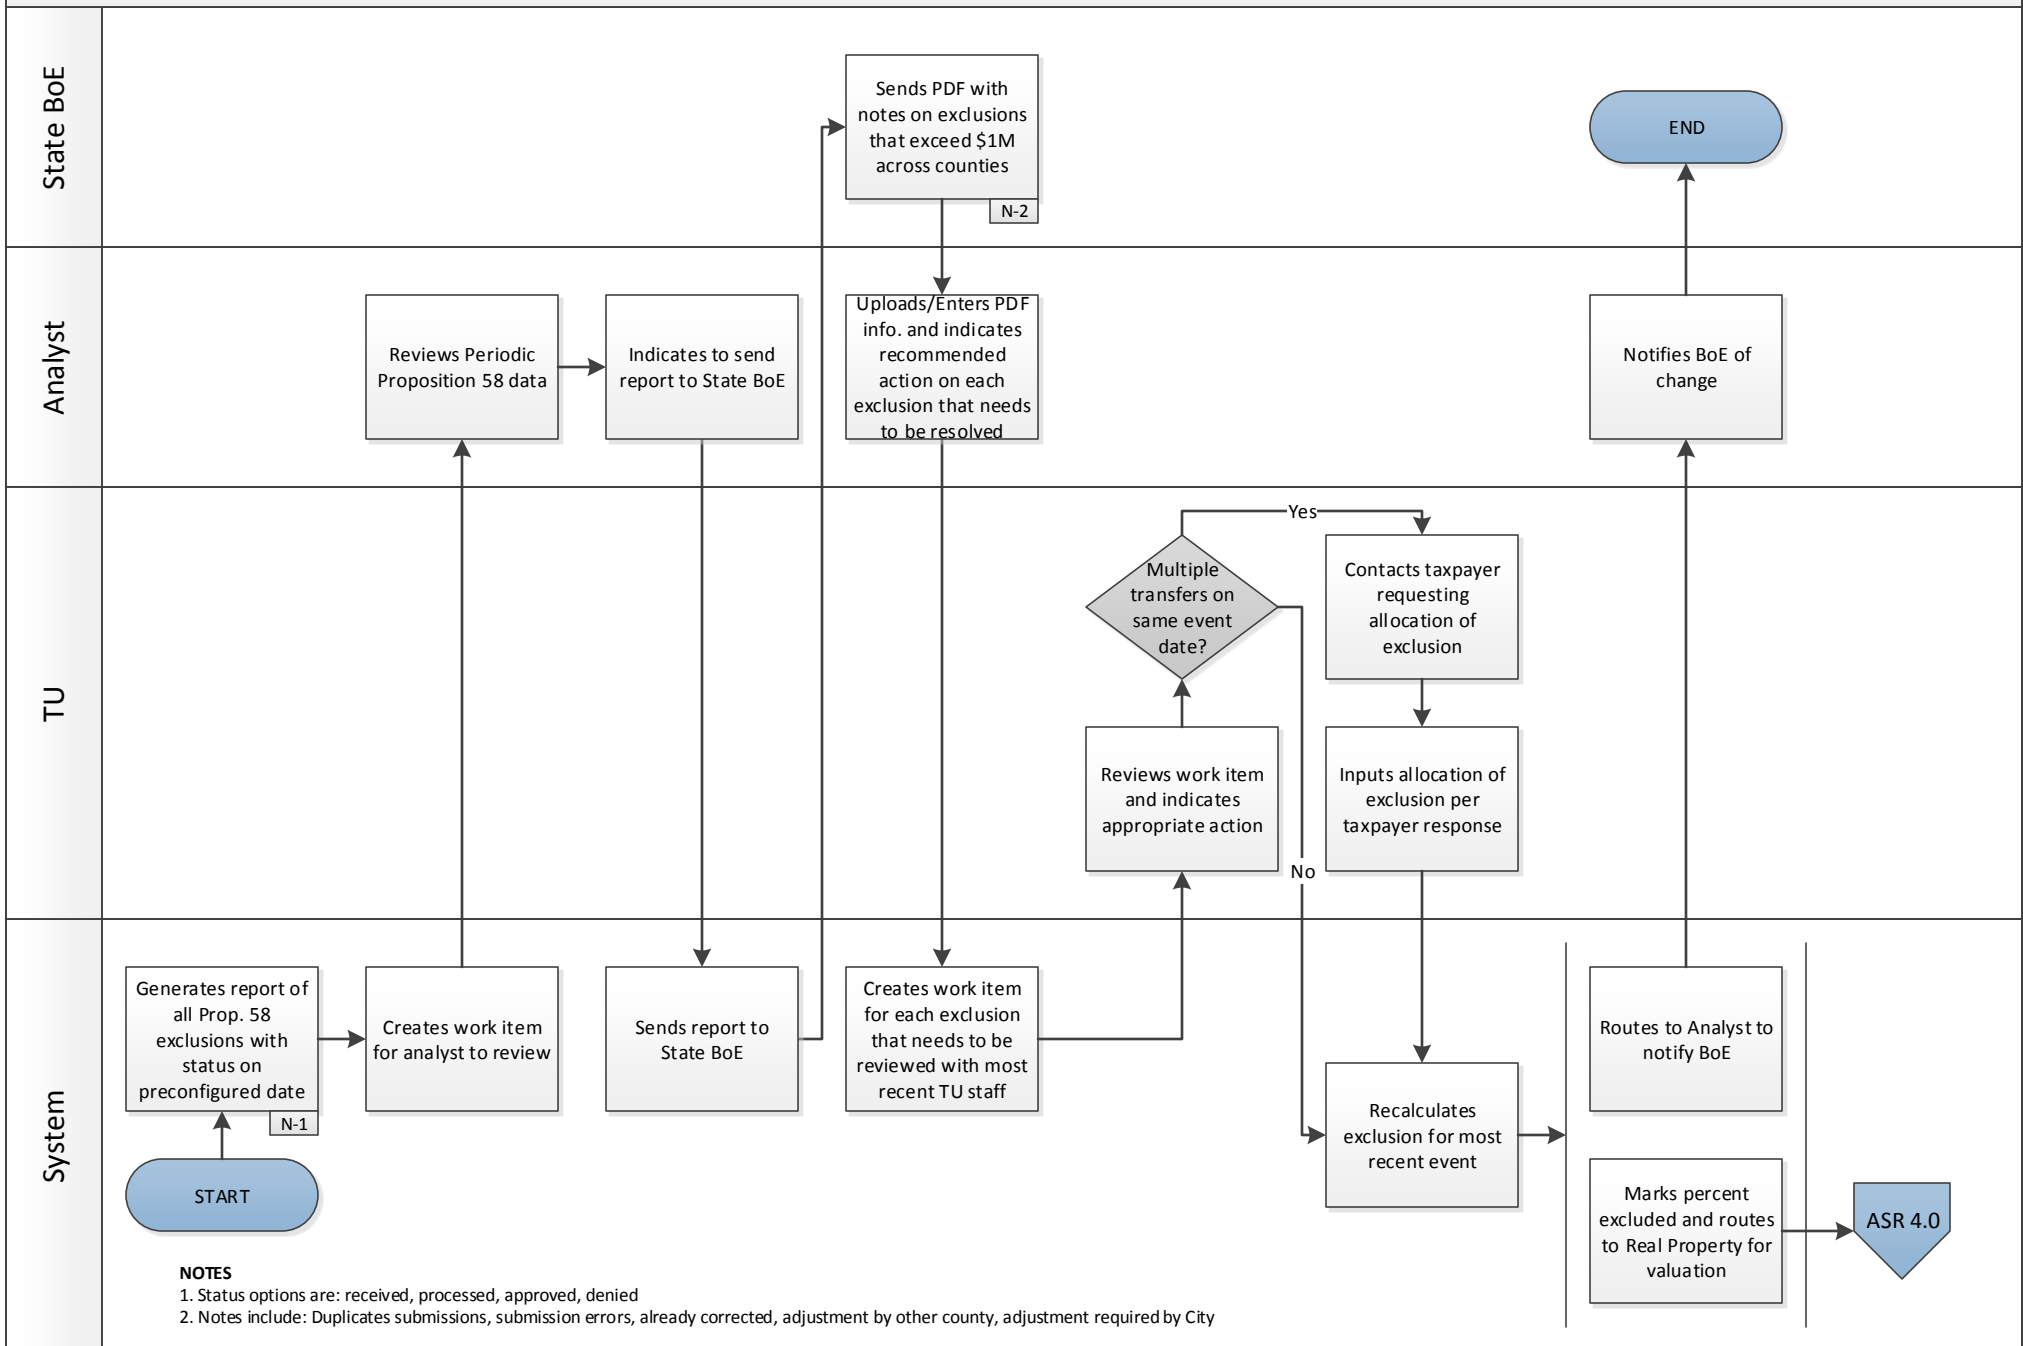 State BoE
Sends PDF with
notes on exclusions
that exceed $1M
across counties
N-2
END
Analyst
Reviews Periodic
Proposition 58 data
Indicates to send
report to State BoE
Uploads/Enters PDF
info. and indicates
recommended
action on each
exclusion that needs
to be resolved
Notifies BoE of
change
TU
Multiple
transfers on
same event
date?
Yes
No
Contacts taxpayer
requesting
allocation of
exclusion
Reviews work item
and indicates
appropriate action
Inputs allocation of
exclusion per
taxpayer response
System
START
Generates report of
all Prop. 58
exclusions with
status on
preconfigured date
N-1
Creates work item
for analyst to review
Sends report to
State BoE
Creates work item
for each exclusion
that needs to be
reviewed with most
recent TU staff
Recalculates
exclusion for most
recent event
Routes to Analyst to
notify BoE
Marks percent
excluded and routes
to Real Property for
valuation
ASR 4.0
NOTES
1. Status options are: received, processed, approved, denied
2. Notes include: Duplicates submissions, submission errors, already corrected, adjustment by other county, adjustment required by City